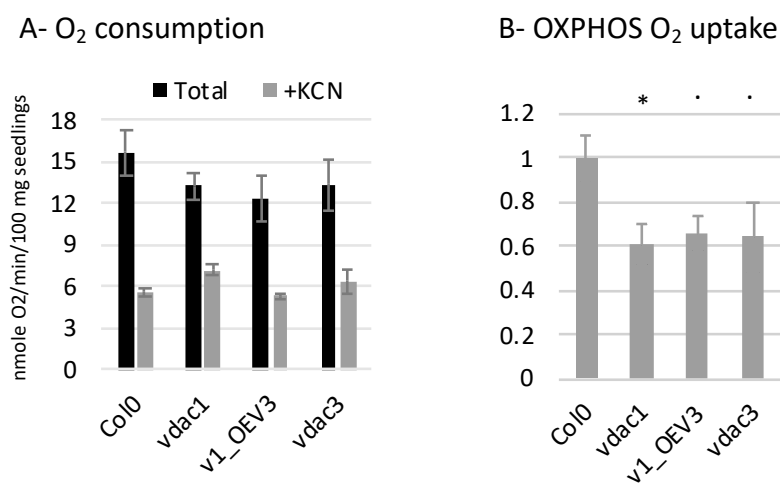 A- O₂ consumption
Total +KCN
nmole O2/min/100 mg seedlings
18
15
12
9
6
3
0
Col0 vdac1 v1_OEV3 vdac3
B- OXPHOS O₂ uptake
* . .
1.2
1
0.8
0.6
0.4
0.2
0
Col0 vdac1 v1_OEV3 vdac3